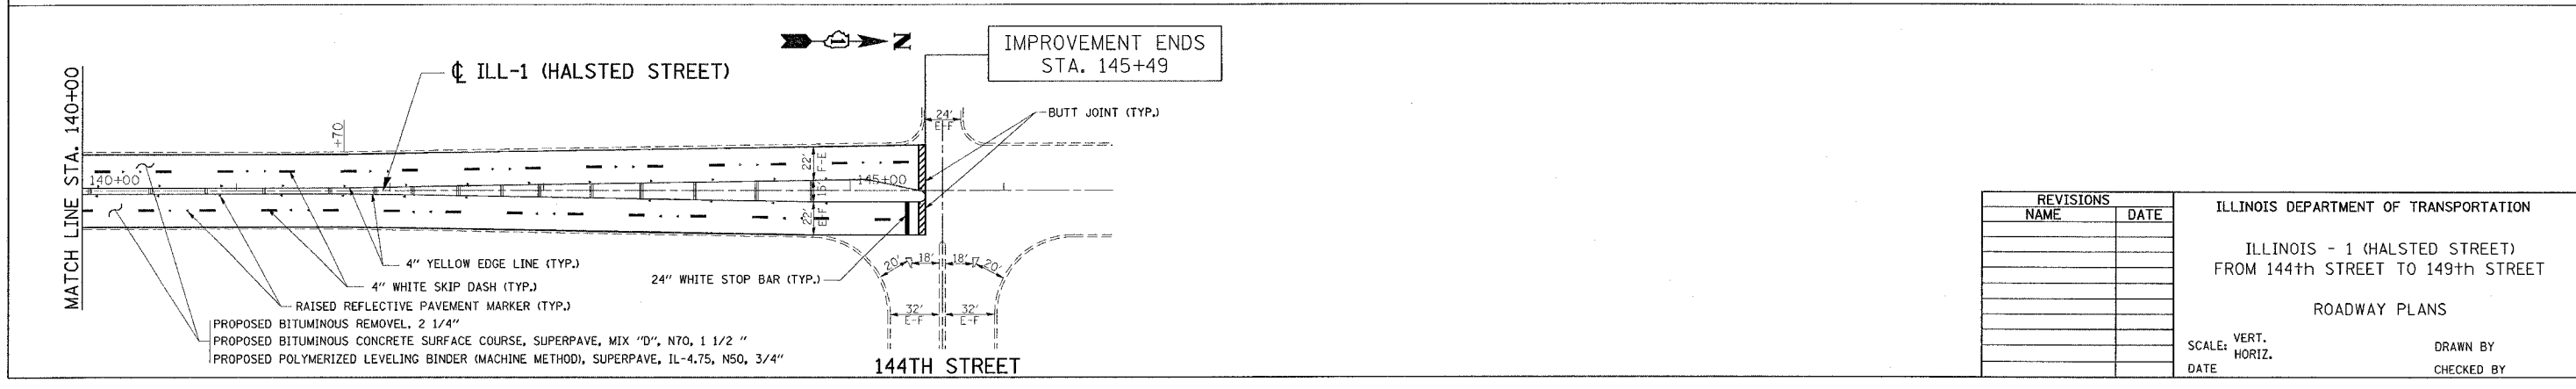 N
IMPROVEMENT ENDS
STA. 145+49
℄ ILL-1 (HALSTED STREET)
MATCH LINE STA. 140+00
+70
24'
E-F
BUTT JOINT (TYP.)
140+00
22'
F-E
15'
145+00
22'
E-F
4" YELLOW EDGE LINE (TYP.)
4" WHITE SKIP DASH (TYP.)
RAISED REFLECTIVE PAVEMENT MARKER (TYP.)
24" WHITE STOP BAR (TYP.)
20' 18' 18' 20'
32' 32'
E-F E-F
PROPOSED BITUMINOUS REMOVEL, 2 1/4"
PROPOSED BITUMINOUS CONCRETE SURFACE COURSE, SUPERPAVE, MIX "D", N70, 1 1/2 "
PROPOSED POLYMERIZED LEVELING BINDER (MACHINE METHOD), SUPERPAVE, IL-4.75, N50, 3/4"
144TH STREET
REVISIONS
NAME DATE
ILLINOIS DEPARTMENT OF TRANSPORTATION
ILLINOIS - 1 (HALSTED STREET)
FROM 144th STREET TO 149th STREET
ROADWAY PLANS
SCALE: VERT.
HORIZ.
DATE
DRAWN BY
CHECKED BY